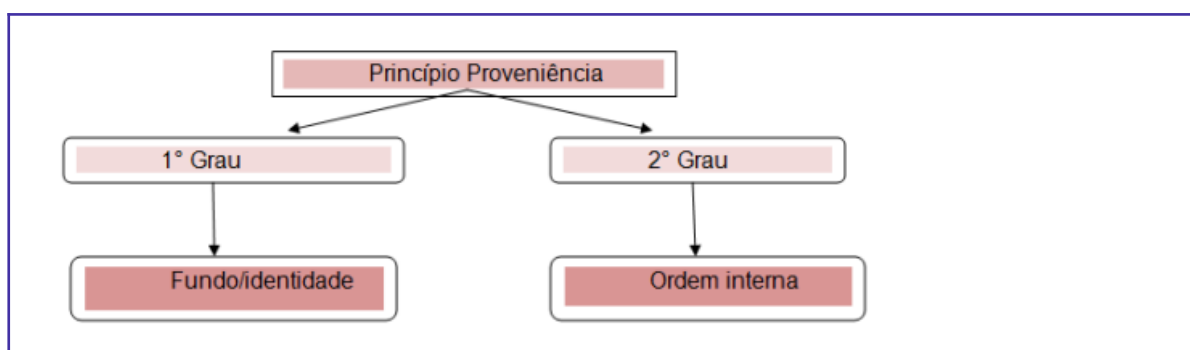 Princípio Proveniência
1° Grau
2° Grau
Fundo/identidade
Ordem interna